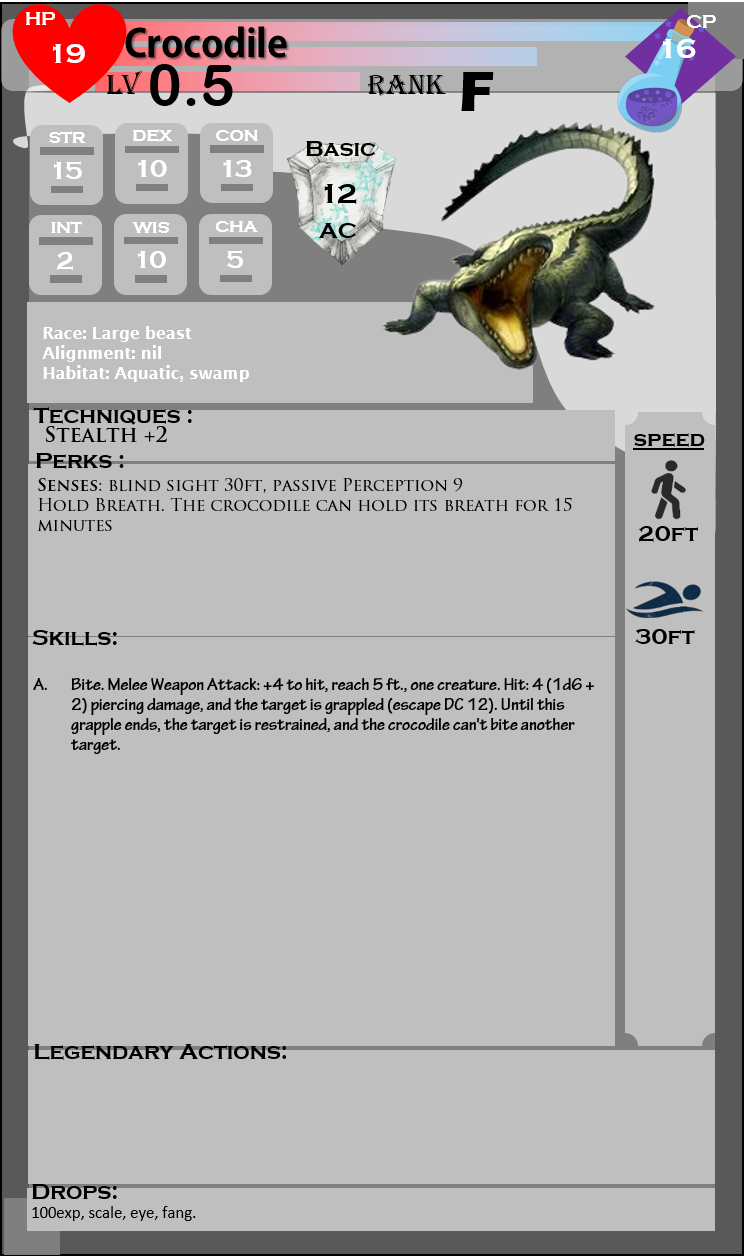 HP
19
Crocodile
CP
16
LV 0.5
RANK F
STR
15
DEX
10
CON
13
INT
2
WIS
10
CHA
5
BASIC
12
AC
Race: Large beast
Alignment: nil
Habitat: Aquatic, swamp
TECHNIQUES :
STEALTH +2
PERKS :
SENSES: BLIND SIGHT 30FT, PASSIVE PERCEPTION 9
HOLD BREATH. THE CROCODILE CAN HOLD ITS BREATH FOR 15
MINUTES
SPEED
20FT
30FT
SKILLS:
A. Bite. Melee Weapon Attack: +4 to hit, reach 5 ft., one creature. Hit: 4 (1d6 +
2) piercing damage, and the target is grappled (escape DC 12). Until this
grapple ends, the target is restrained, and the crocodile can't bite another
target.
LEGENDARY ACTIONS:
DROPS:
100exp, scale, eye, fang.